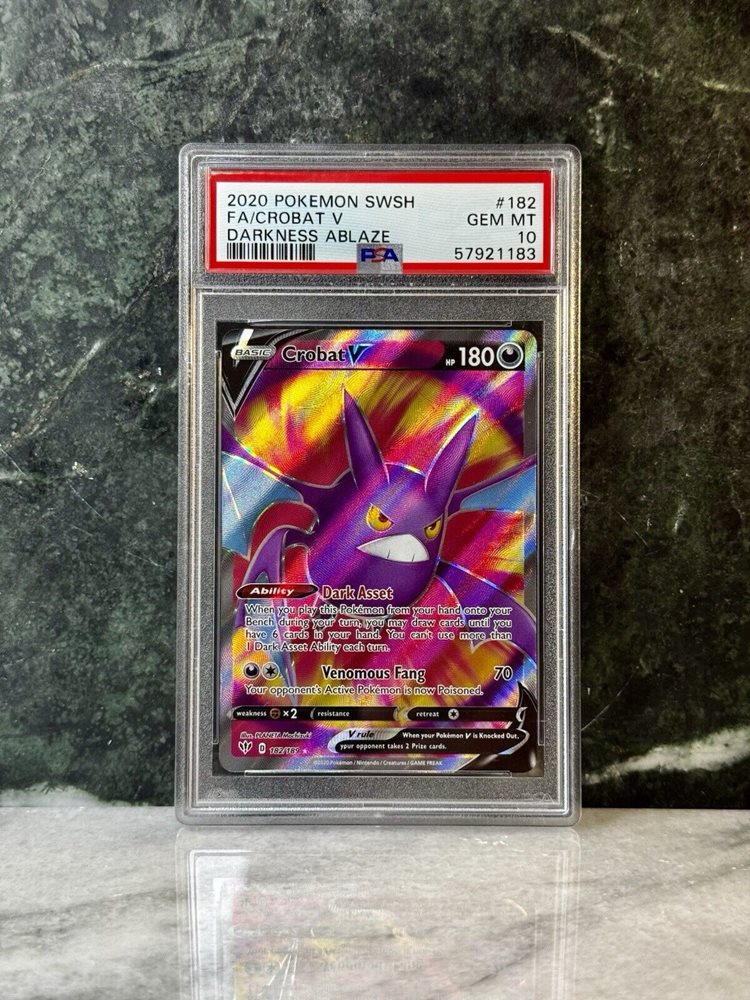 2020 POKEMON SWSH #182
FA/CROBAT V GEM MT
DARKNESS ABLAZE 10
PSA 57921183
BASIC Crobat V HP 180
Ability Dark Asset
When you play this Pokémon from your hand onto your
Bench during your turn, you may draw cards until you
have 6 cards in your hand. You can't use more than
1 Dark Asset Ability each turn.
Venomous Fang 70
Your opponent's Active Pokémon is now Poisoned.
weakness ×2 resistance retreat
V rule When your Pokémon V is Knocked Out,
your opponent takes 2 Prize cards.
Illus. PLANETA Mochizuki
D 182/189
©2020 Pokémon / Nintendo / Creatures / GAME FREAK